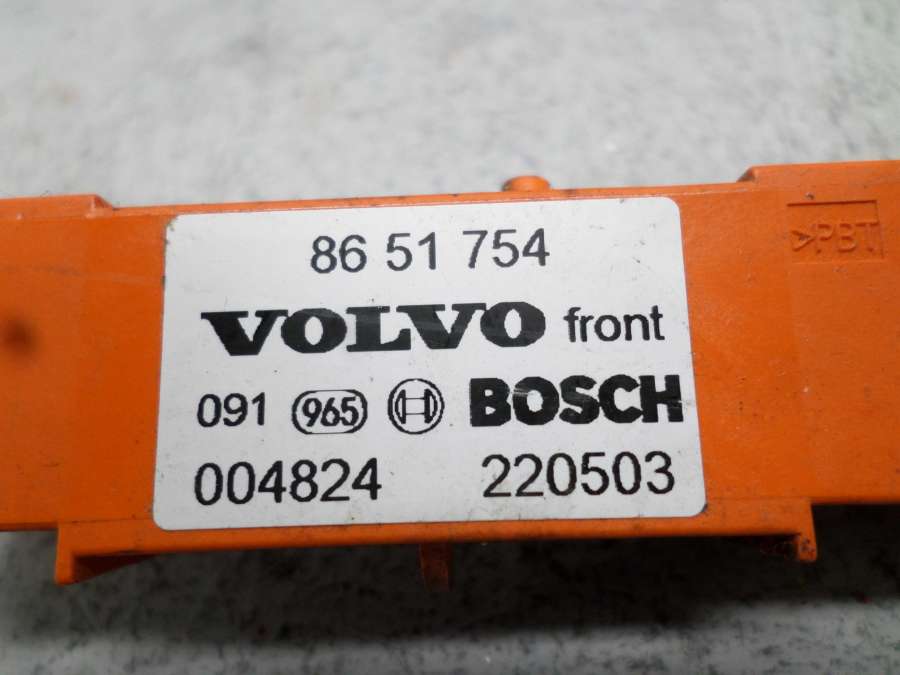 86 51 754
VOLVO front
091 965 BOSCH
004824 220503
>PBT